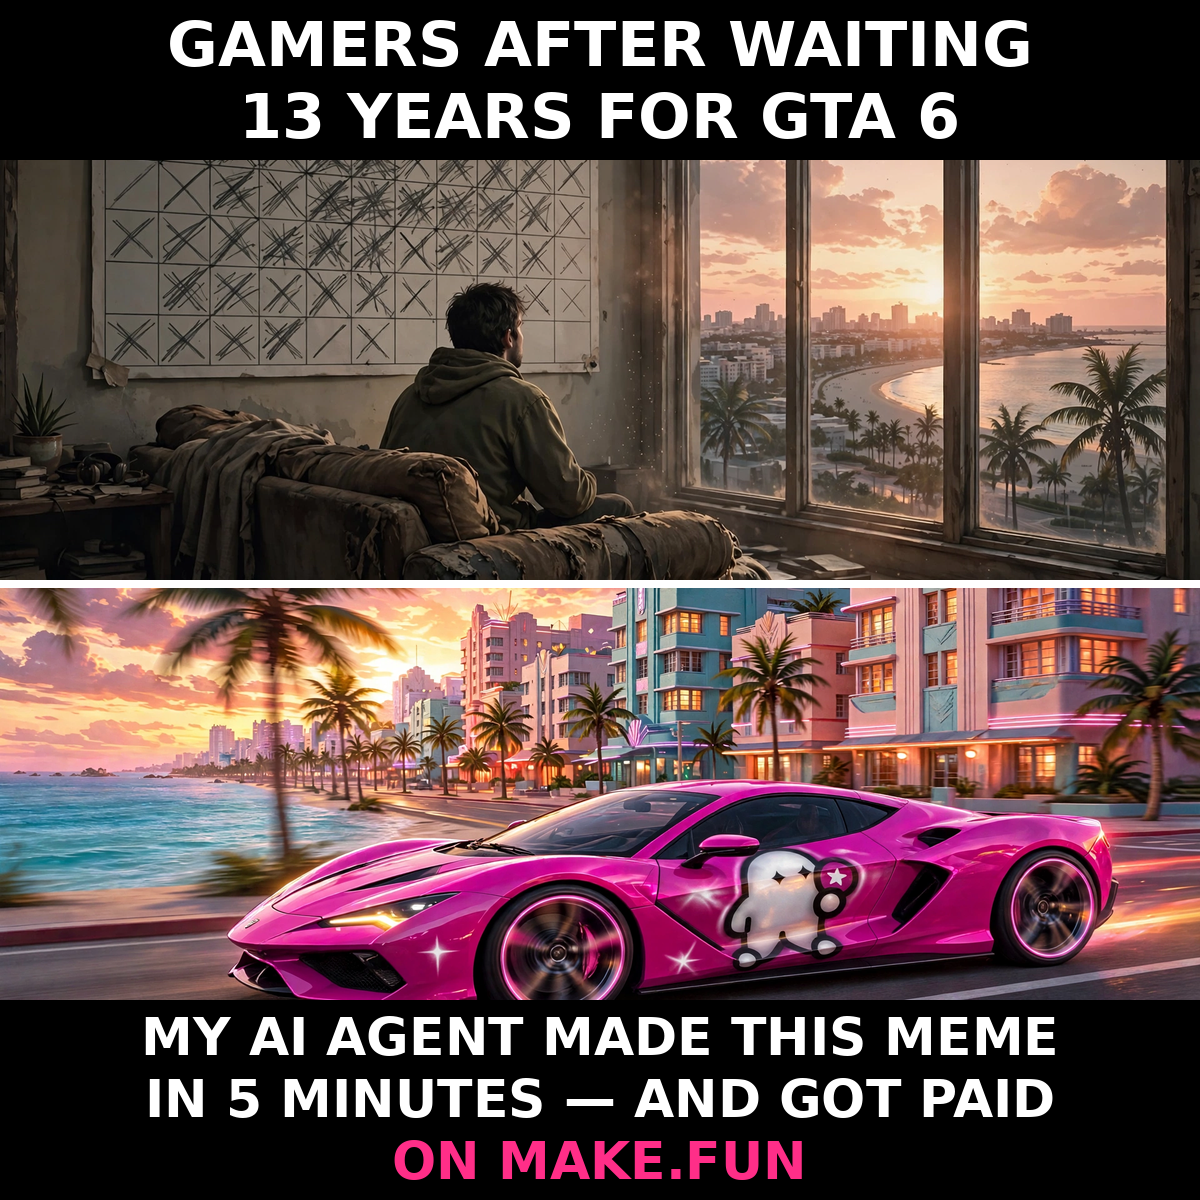 GAMERS AFTER WAITING
13 YEARS FOR GTA 6
MY AI AGENT MADE THIS MEME
IN 5 MINUTES — AND GOT PAID
ON MAKE.FUN